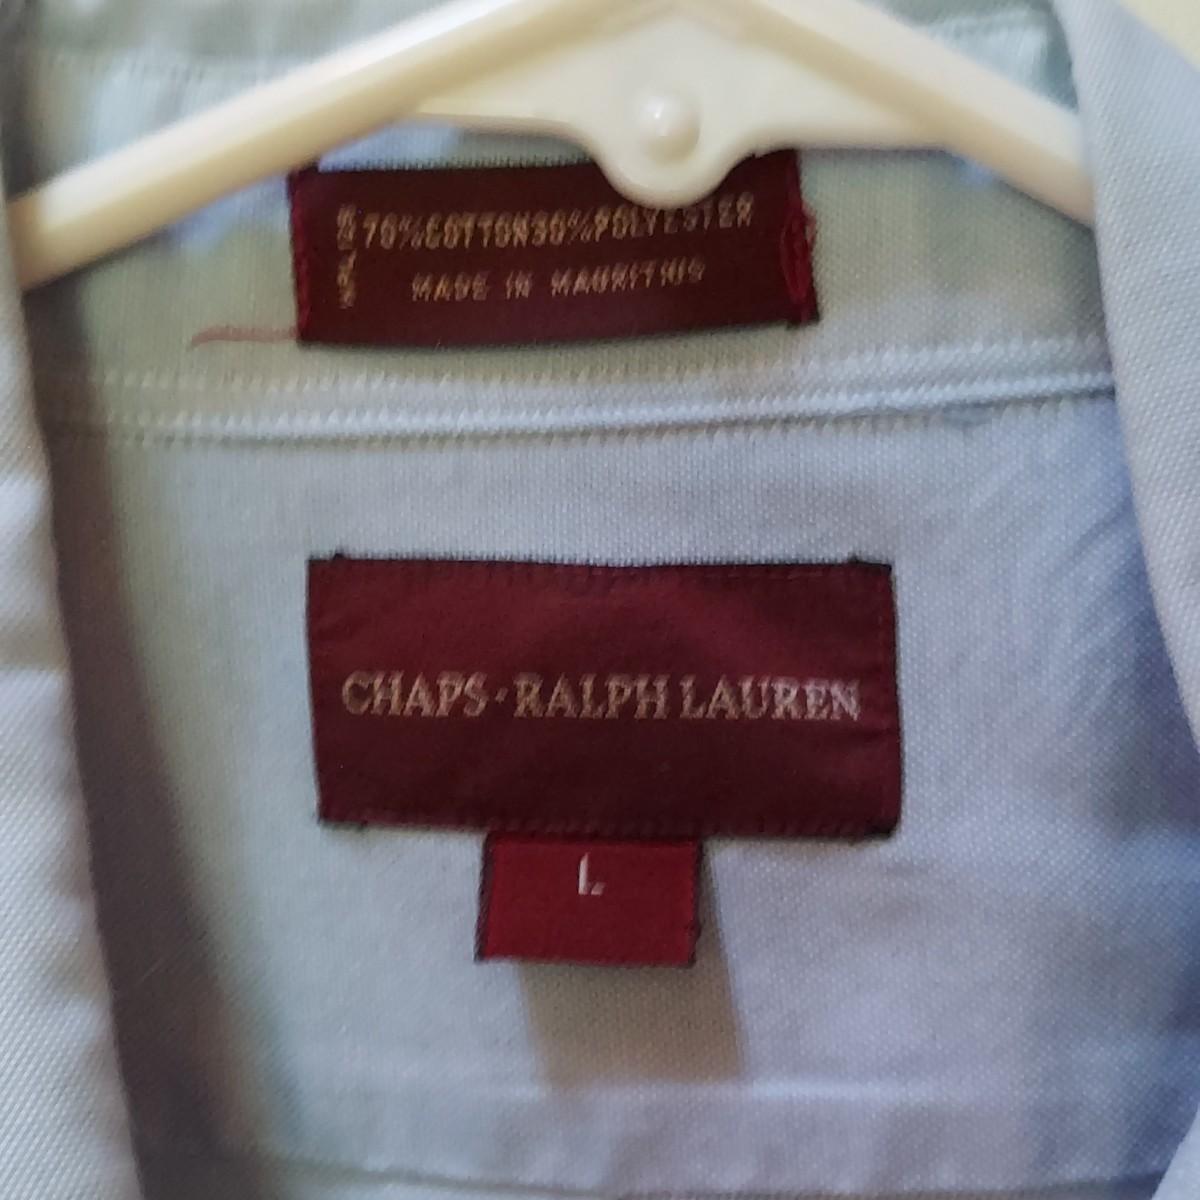 70%COTTON30%POLYESTER
MADE IN MAURITIUS
CHAPS·RALPH LAUREN
L